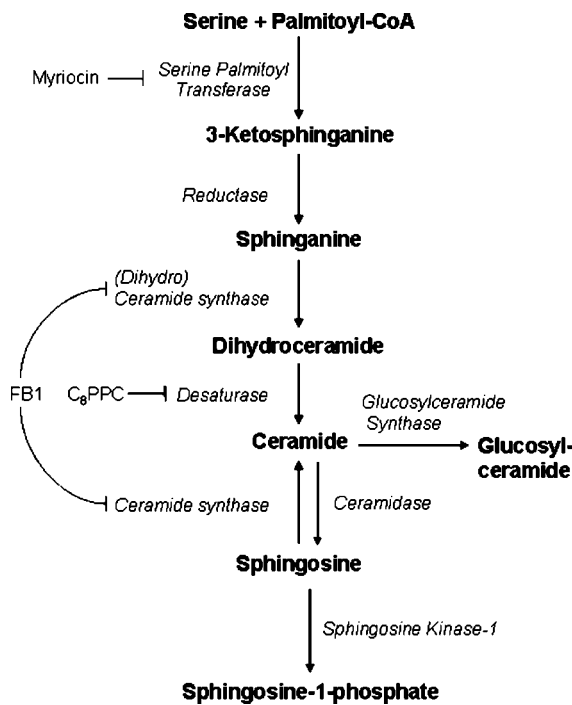 Serine + Palmitoyl-CoA
Myriocin
Serine Palmitoyl
Transferase
3-Ketosphinganine
Reductase
Sphinganine
(Dihydro)
Ceramide synthase
Dihydroceramide
FB1
C₈PPC
Desaturase
Glucosylceramide
Synthase
Ceramide
Glucosyl-
ceramide
Ceramide synthase
Ceramidase
Sphingosine
Sphingosine Kinase-1
Sphingosine-1-phosphate